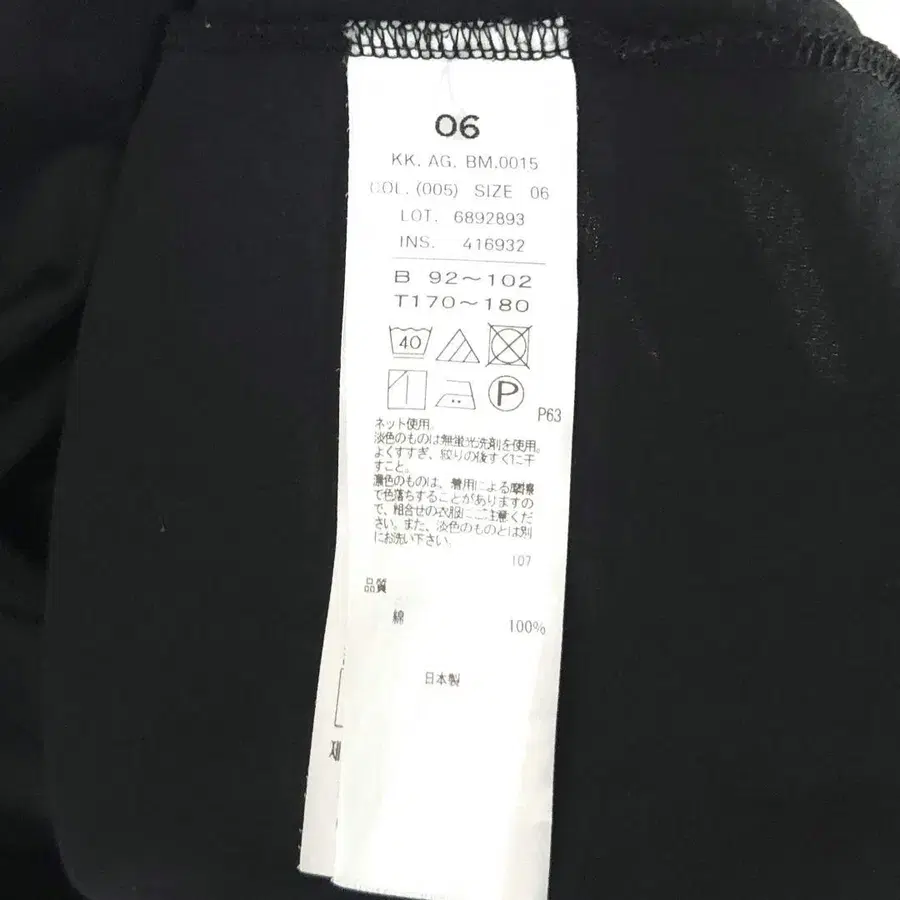 06
KK. AG. BM.0015
COL. (005) SIZE 06
LOT. 6892893
INS. 416932
B 92～102
T170～180
40
P
P63
ネット使用。
淡色のものは無蛍光洗剤を使用。
よくすすぎ、絞りの後すぐに干
すこと。
濃色のものは、着用による摩擦
で色落ちすることがありますの
で、組合せの衣服にご注意くだ
さい。また、淡色のものとは別
にお洗い下さい。
107
品質
綿 100%
日本製
재